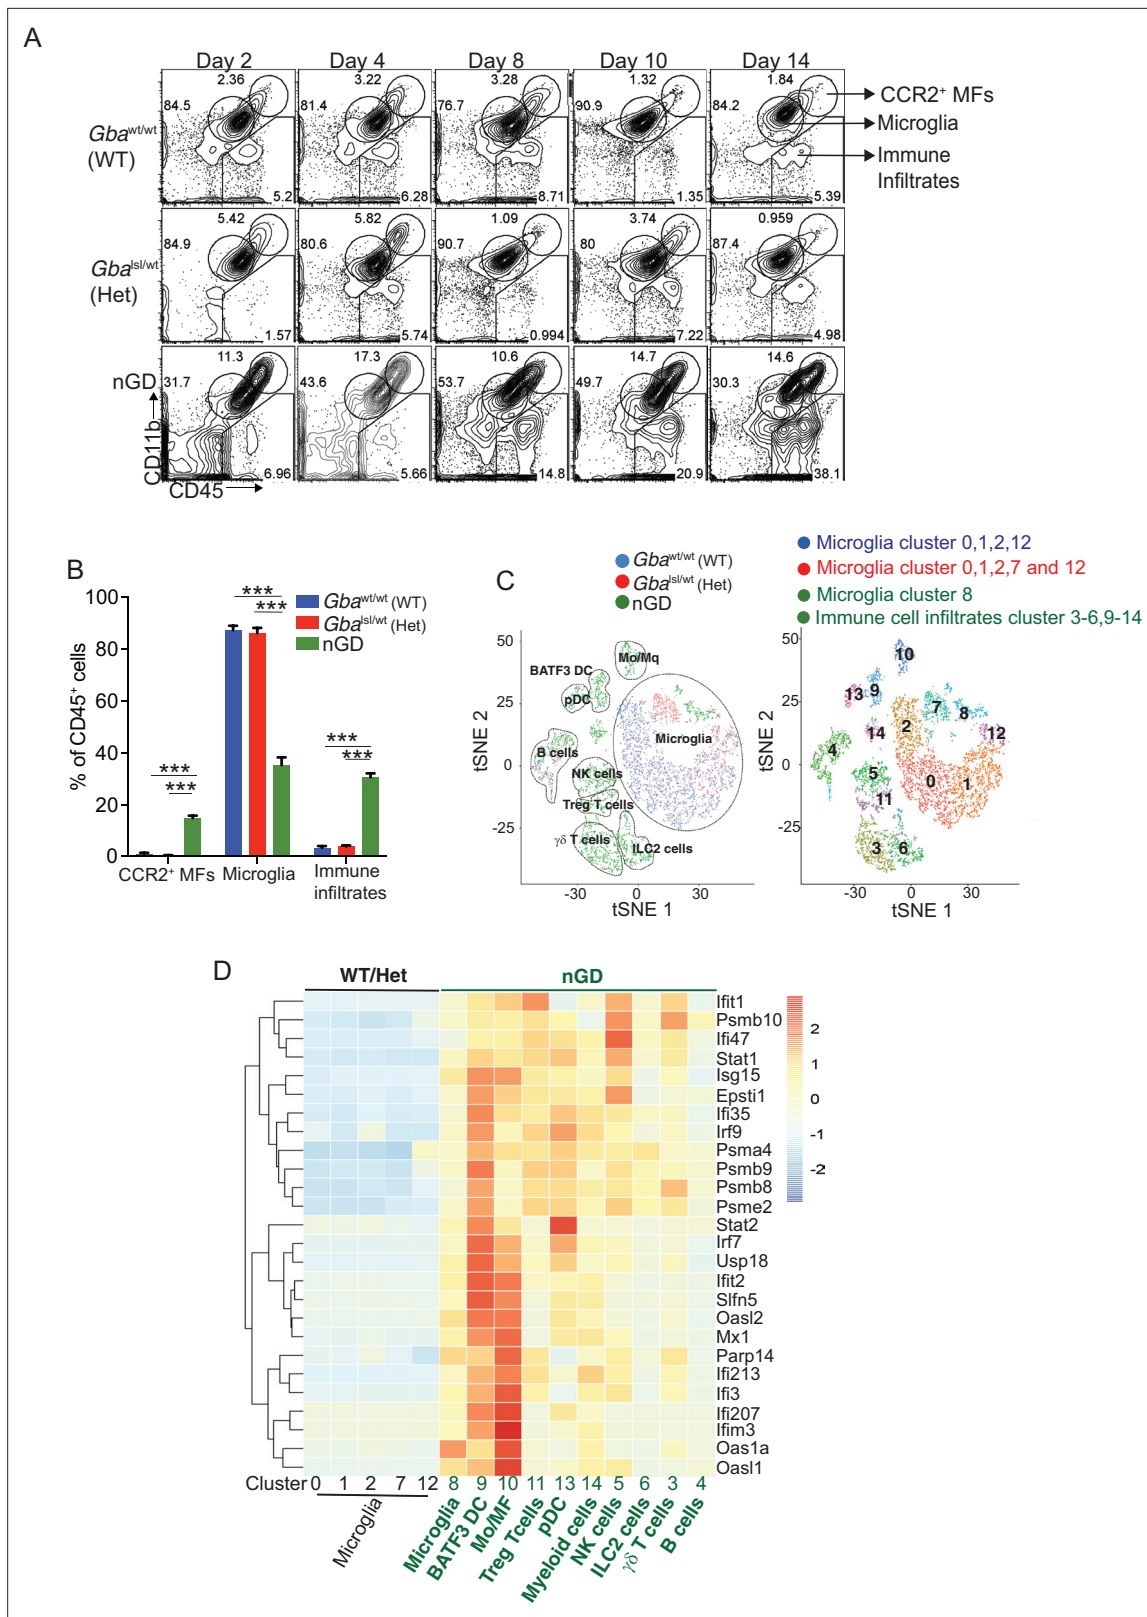 A
Day 2 Day 4 Day 8 Day 10 Day 14
Gba^wt/wt (WT)
2.36 84.5 5.2
3.22 81.4 6.28
3.28 76.7 8.71
1.32 90.9 1.35
1.84 84.2 5.39
CCR2+ MFs
Microglia
Immune
Infiltrates
Gba^lsl/wt (Het)
5.42 84.9 1.57
5.82 80.6 5.74
1.09 90.7 0.994
3.74 80 7.22
0.959 87.4 4.98
nGD
11.3 31.7 6.96
17.3 43.6 5.66
10.6 53.7 14.8
14.7 49.7 20.9
14.6 30.3 38.1
CD11b
CD45
B
% of CD45+ cells
100
80
60
40
20
0
*** *** *** *** *** ***
Gba^wt/wt (WT)
Gba^lsl/wt (Het)
nGD
CCR2+ MFs Microglia Immune
infiltrates
C
Gba^wt/wt (WT)
Gba^lsl/wt (Het)
nGD
tSNE 2
50
25
0
-25
-30 0 30
tSNE 1
Mo/Mq
BATF3 DC
pDC
Microglia
B cells
NK cells
Treg T cells
γδ T cells
ILC2 cells
Microglia cluster 0,1,2,12
Microglia cluster 0,1,2,7 and 12
Microglia cluster 8
Immune cell infiltrates cluster 3-6,9-14
tSNE 2
50
25
0
-25
-30 0 30
tSNE 1
10
13 9
7
8
2
14
12
4
5
0 1
11
3 6
D
WT/Het nGD
Ifit1
Psmb10
Ifi47
Stat1
Isg15
Epsti1
Ifi35
Irf9
Psma4
Psmb9
Psmb8
Psme2
Stat2
Irf7
Usp18
Ifit2
Slfn5
Oasl2
Mx1
Parp14
Ifi213
Ifi3
Ifi207
Ifim3
Oas1a
Oasl1
2
1
0
-1
-2
Cluster 0 1 2 7 12 8 9 10 11 13 14 5 6 3 4
Microglia
Microglia
BATF3 DC
Mo/MF
Treg Tcells
pDC
Myeloid cells
NK cells
ILC2 cells
γδ T cells
B cells